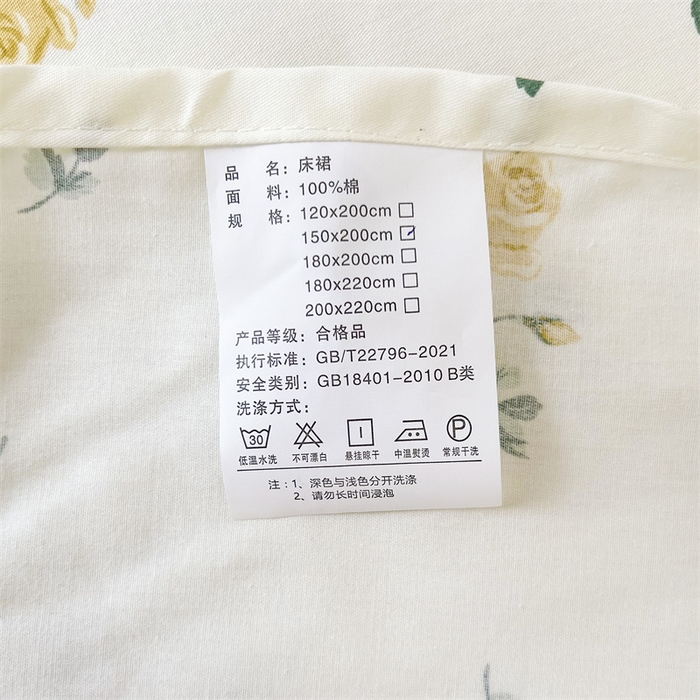 品 名：床裙
面 料：100%棉
规 格：120x200cm
150x200cm
180x200cm
180x220cm
200x220cm
产品等级：合格品
执行标准：GB/T22796-2021
安全类别：GB18401-2010 B类
洗涤方式：
30 P
低温水洗 不可漂白 悬挂晾干 中温熨烫 常规干洗
注：1、深色与浅色分开洗涤
2、请勿长时间浸泡